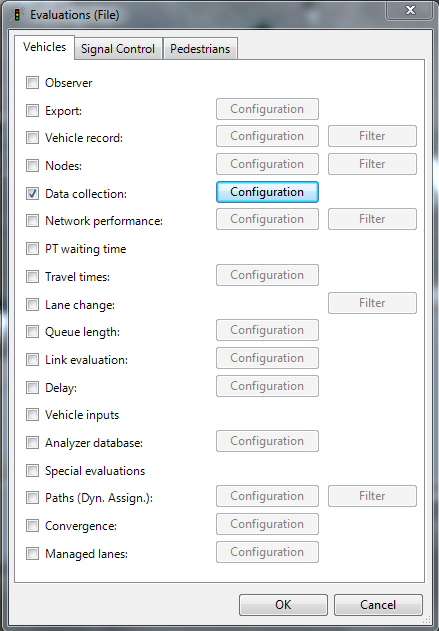 Evaluations (File)
Vehicles Signal Control Pedestrians
Observer
Export: Configuration
Vehicle record: Configuration Filter
Nodes: Configuration Filter
Data collection: Configuration
Network performance: Configuration Filter
PT waiting time
Travel times: Configuration
Lane change: Filter
Queue length: Configuration
Link evaluation: Configuration
Delay: Configuration
Vehicle inputs
Analyzer database: Configuration
Special evaluations
Paths (Dyn. Assign.): Configuration Filter
Convergence: Configuration
Managed lanes: Configuration
OK Cancel